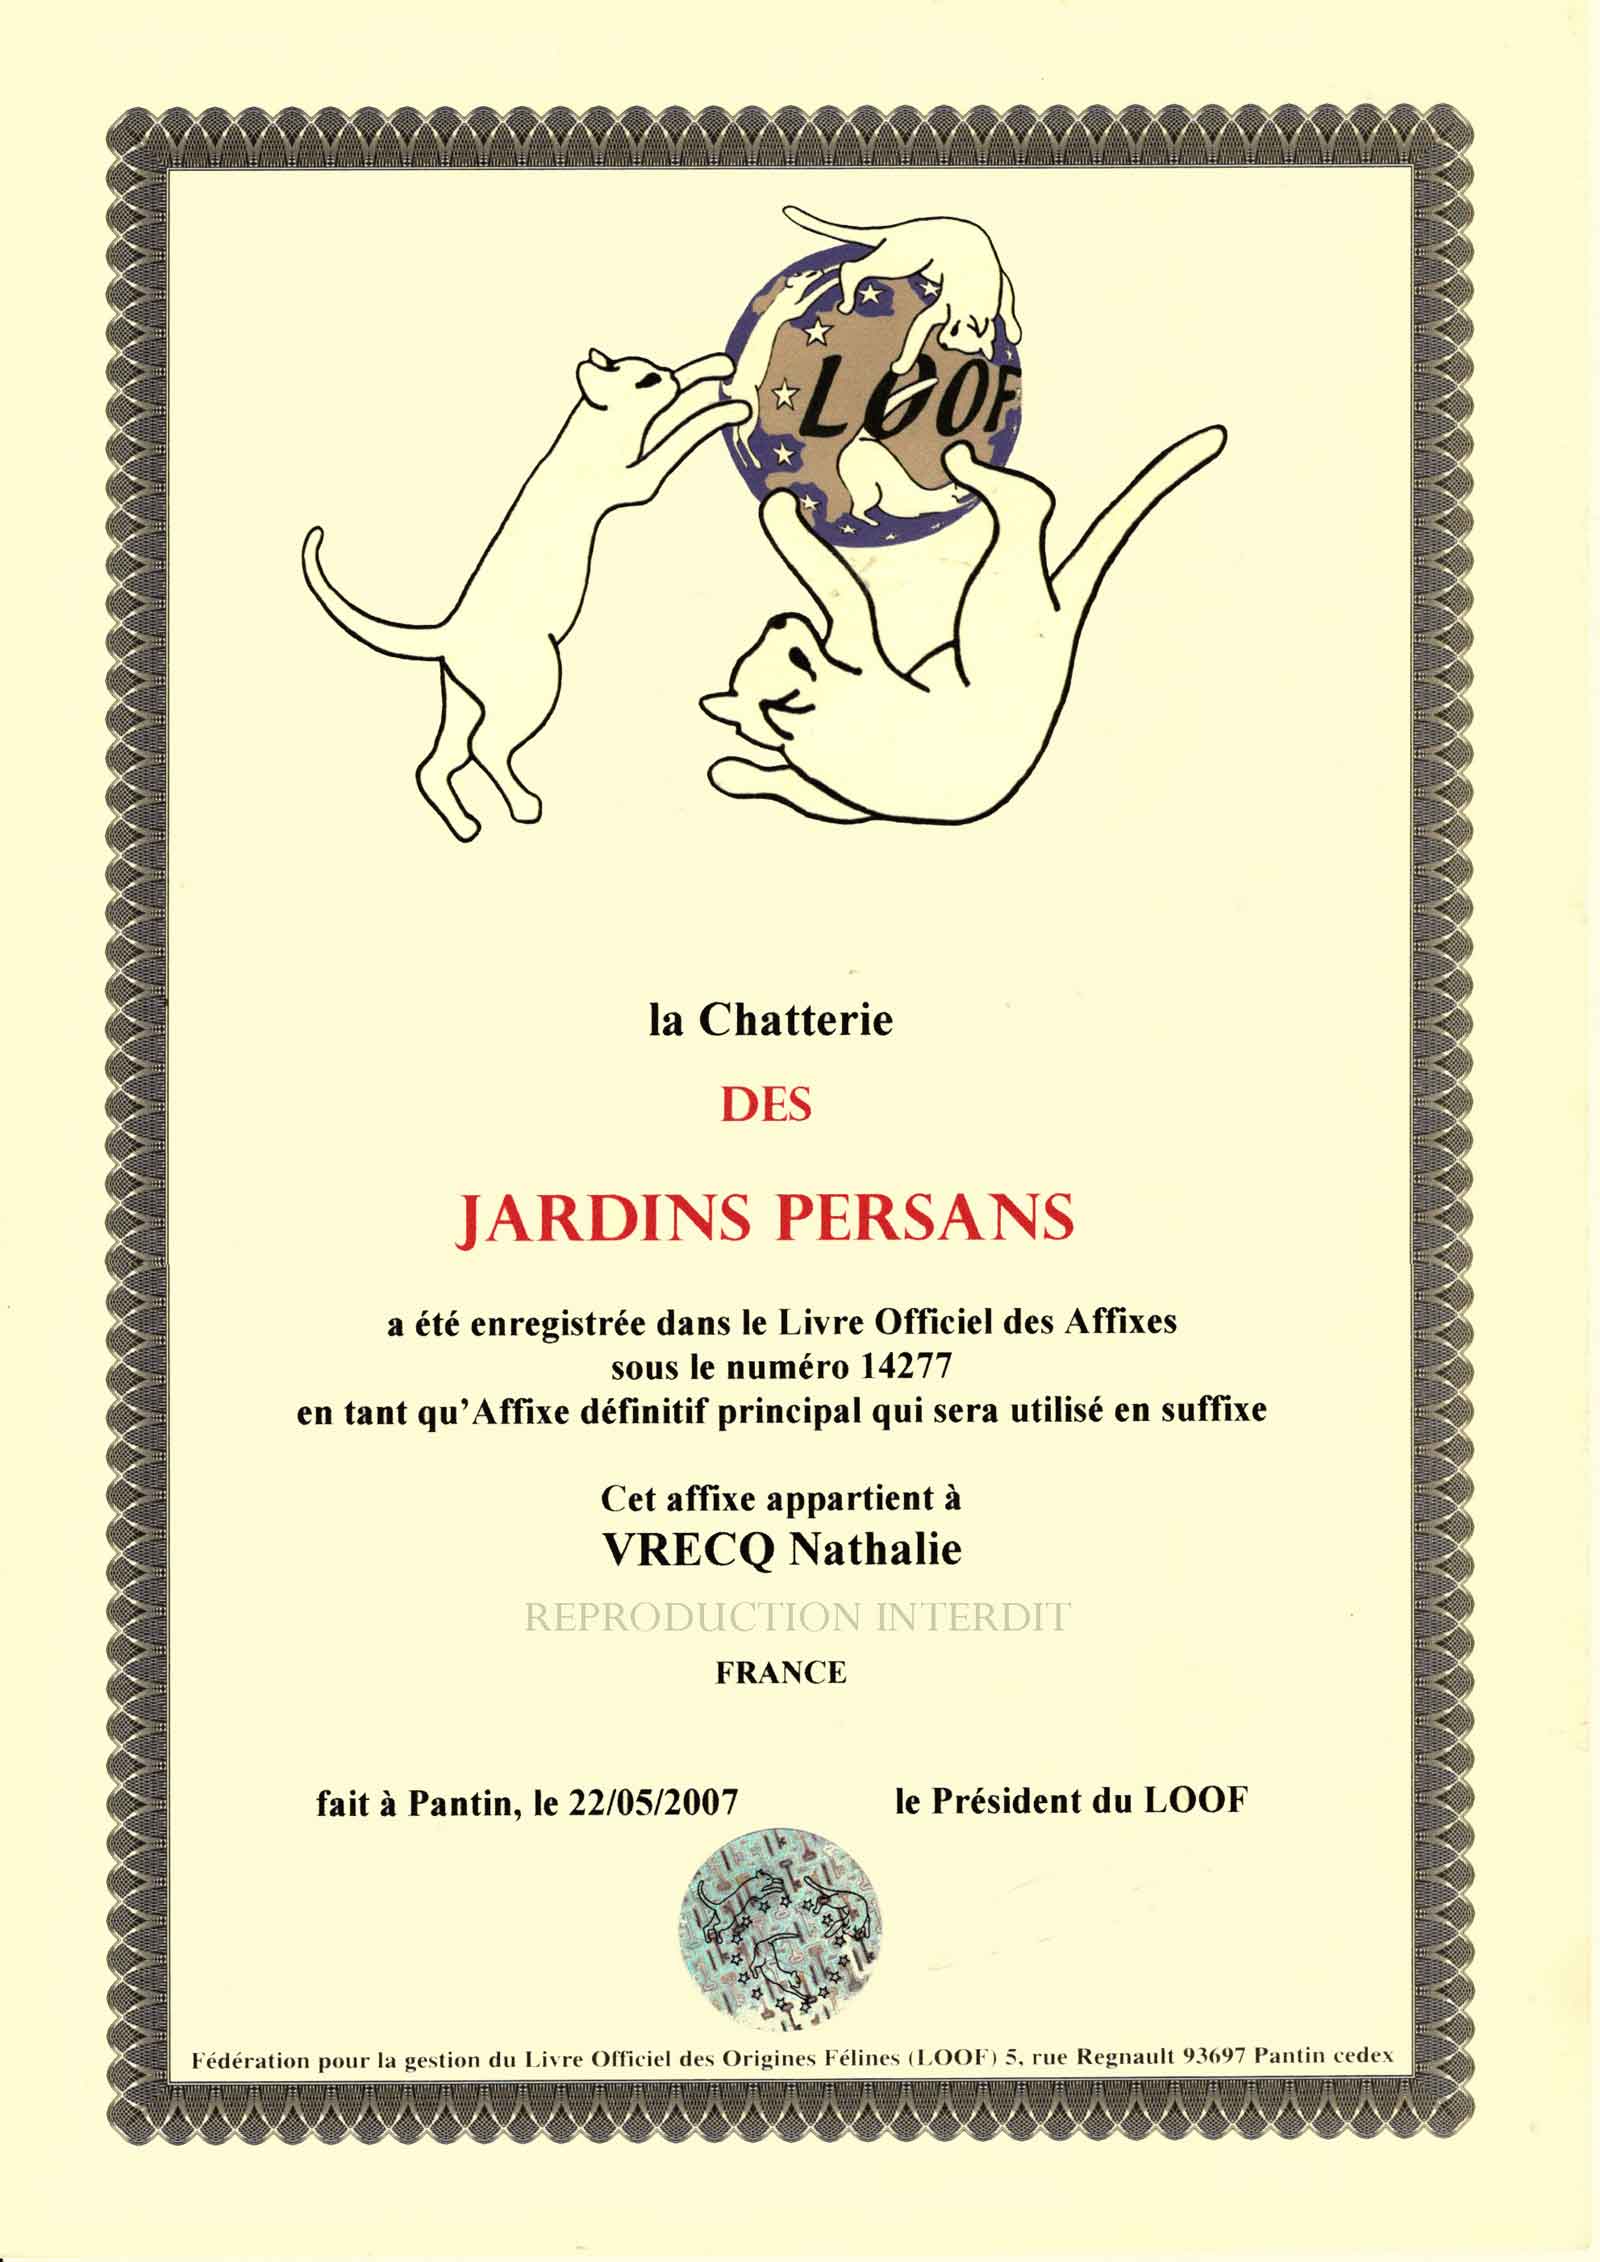 LOOF
la Chatterie
DES
JARDINS PERSANS
a été enregistrée dans le Livre Officiel des Affixes
sous le numéro 14277
en tant qu'Affixe définitif principal qui sera utilisé en suffixe
Cet affixe appartient à
VRECQ Nathalie
REPRODUCTION INTERDIT
FRANCE
fait à Pantin, le 22/05/2007 le Président du LOOF
Fédération pour la gestion du Livre Officiel des Origines Félines (LOOF) 5, rue Regnault 93697 Pantin cedex